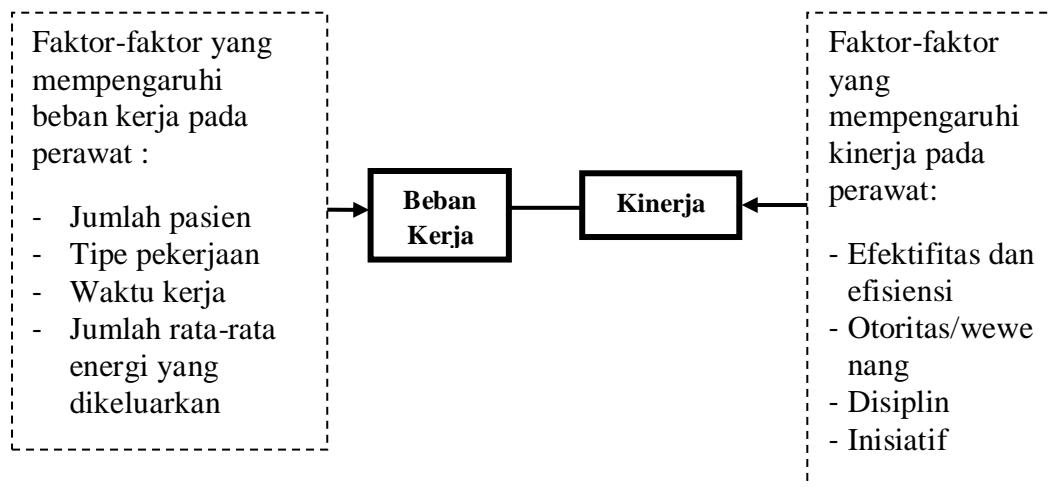 Faktor-faktor yang
mempengaruhi
beban kerja pada
perawat :
- Jumlah pasien
- Tipe pekerjaan
- Waktu kerja
- Jumlah rata-rata
energi yang
dikeluarkan
Beban
Kerja
Kinerja
Faktor-faktor
yang
mempengaruhi
kinerja pada
perawat:
- Efektifitas dan
efisiensi
- Otoritas/wewe
nang
- Disiplin
- Inisiatif